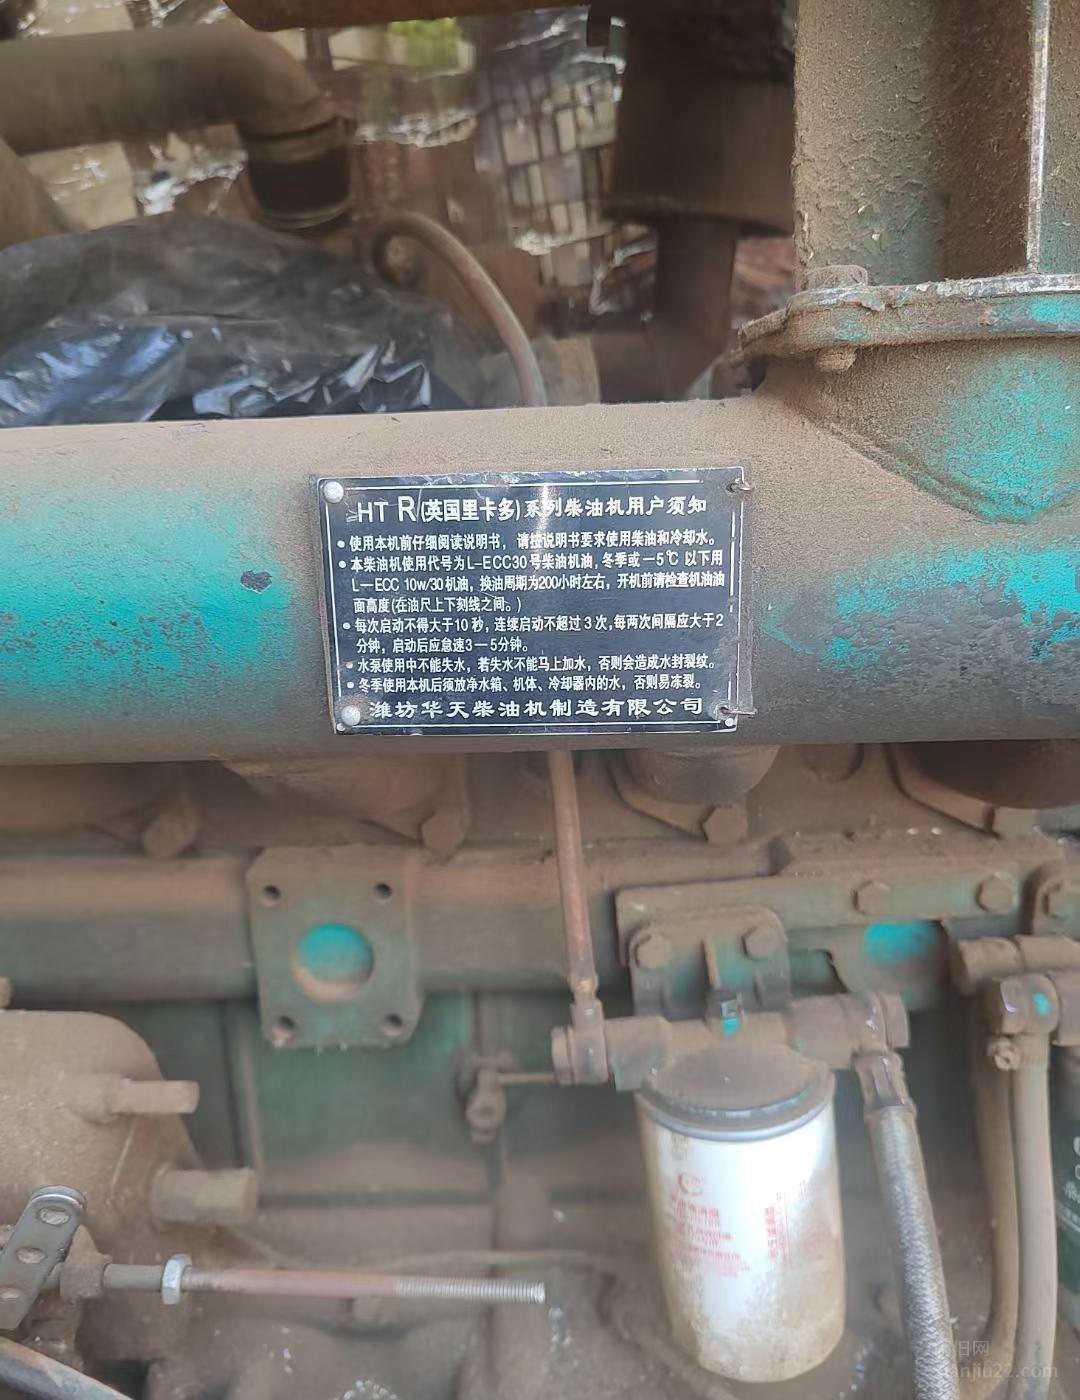 HT R(英国里卡多)系列柴油机用户须知
● 使用本机前仔细阅读说明书，请按说明书要求使用柴油和冷却水。
● 本柴油机使用代号为L-ECC30号柴油机油，冬季或—5℃以下用
L—ECC 10w/30机油，换油周期为200小时左右，开机前请检查机油油
面高度(在油尺上下刻线之间。)
● 每次启动不得大于10秒，连续启动不超过3次，每两次间隔应大于2
分钟，启动后应怠速3—5分钟。
● 水泵使用中不能失水，若失水不能马上加水，否则会造成水封裂纹。
● 冬季使用本机后须放净水箱、机体、冷却器内的水，否则易冻裂。
潍坊华天柴油机制造有限公司
旧网
jianjiu22.com